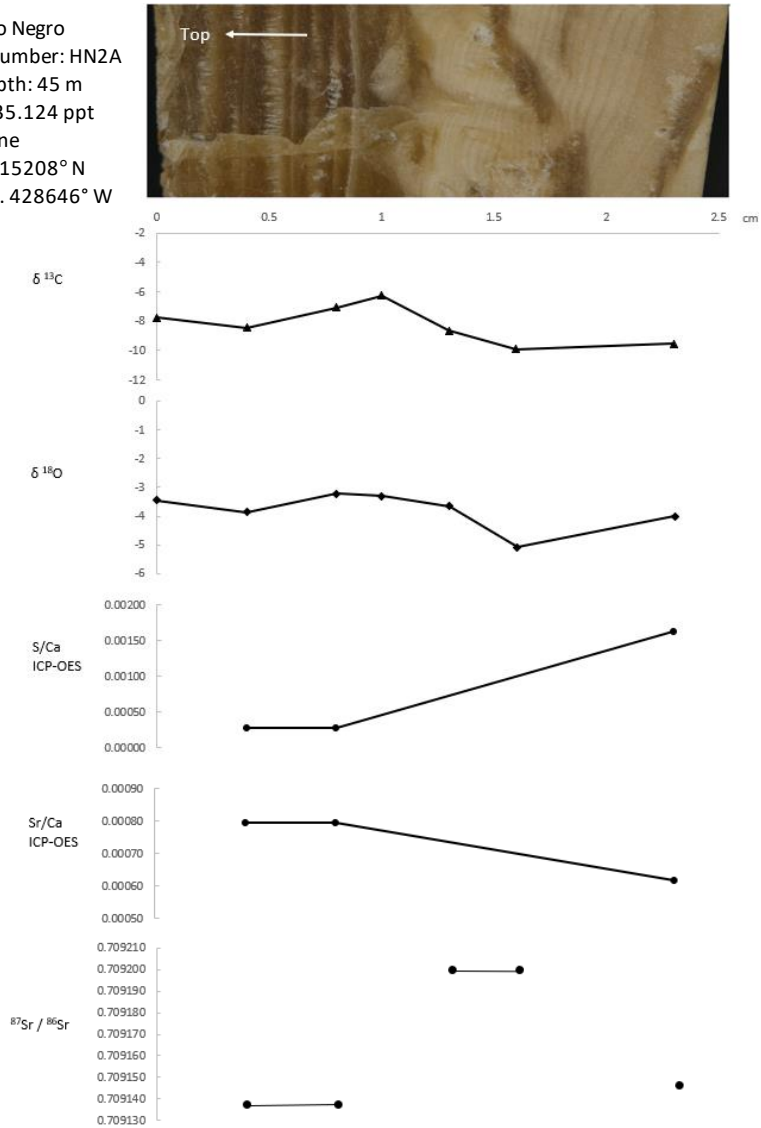 o Negro
umber: HN2A
pth: 45 m
35.124 ppt
ne
15208° N
. 428646° W
Top
0 0.5 1 1.5 2 2.5 cm
-2
-4
δ ¹³C
-6
-8
-10
-12
0
-1
-2
δ ¹⁸O
-3
-4
-5
-6
0.00200
S/Ca
ICP-OES
0.00150
0.00100
0.00050
0.00000
0.00090
Sr/Ca
ICP-OES
0.00080
0.00070
0.00060
0.00050
0.709210
0.709200
0.709190
0.709180
⁸⁷Sr / ⁸⁶Sr
0.709170
0.709160
0.709150
0.709140
0.709130